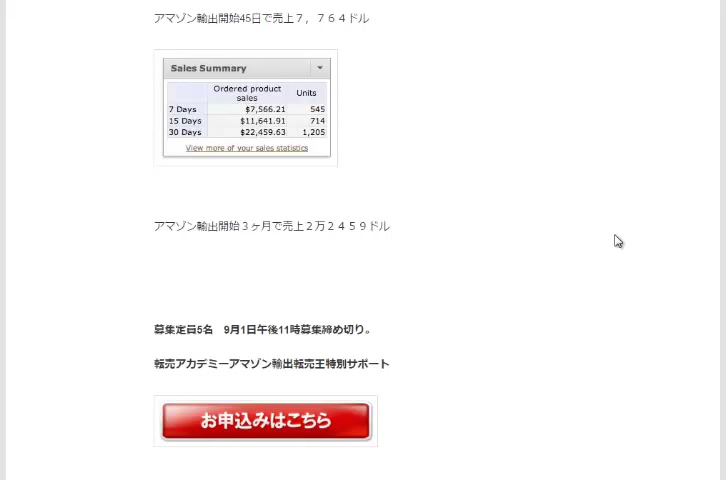 アマゾン輸出開始45日で売上７，７６４ドル
Sales Summary
Ordered product sales Units
7 Days $7,566.21 545
15 Days $11,641.91 714
30 Days $22,459.63 1,205
View more of your sales statistics
アマゾン輸出開始３ヶ月で売上２万２４５９ドル
募集定員5名　9月1日午後11時募集締め切り。
転売アカデミーアマゾン輸出転売王特別サポート
お申込みはこちら